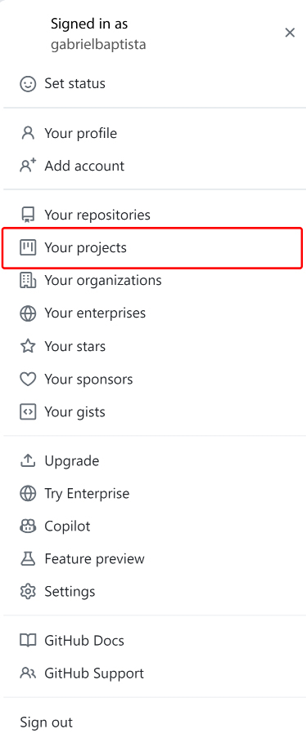 Signed in as
gabrielbaptista
Set status
Your profile
Add account
Your repositories
Your projects
Your organizations
Your enterprises
Your stars
Your sponsors
Your gists
Upgrade
Try Enterprise
Copilot
Feature preview
Settings
GitHub Docs
GitHub Support
Sign out